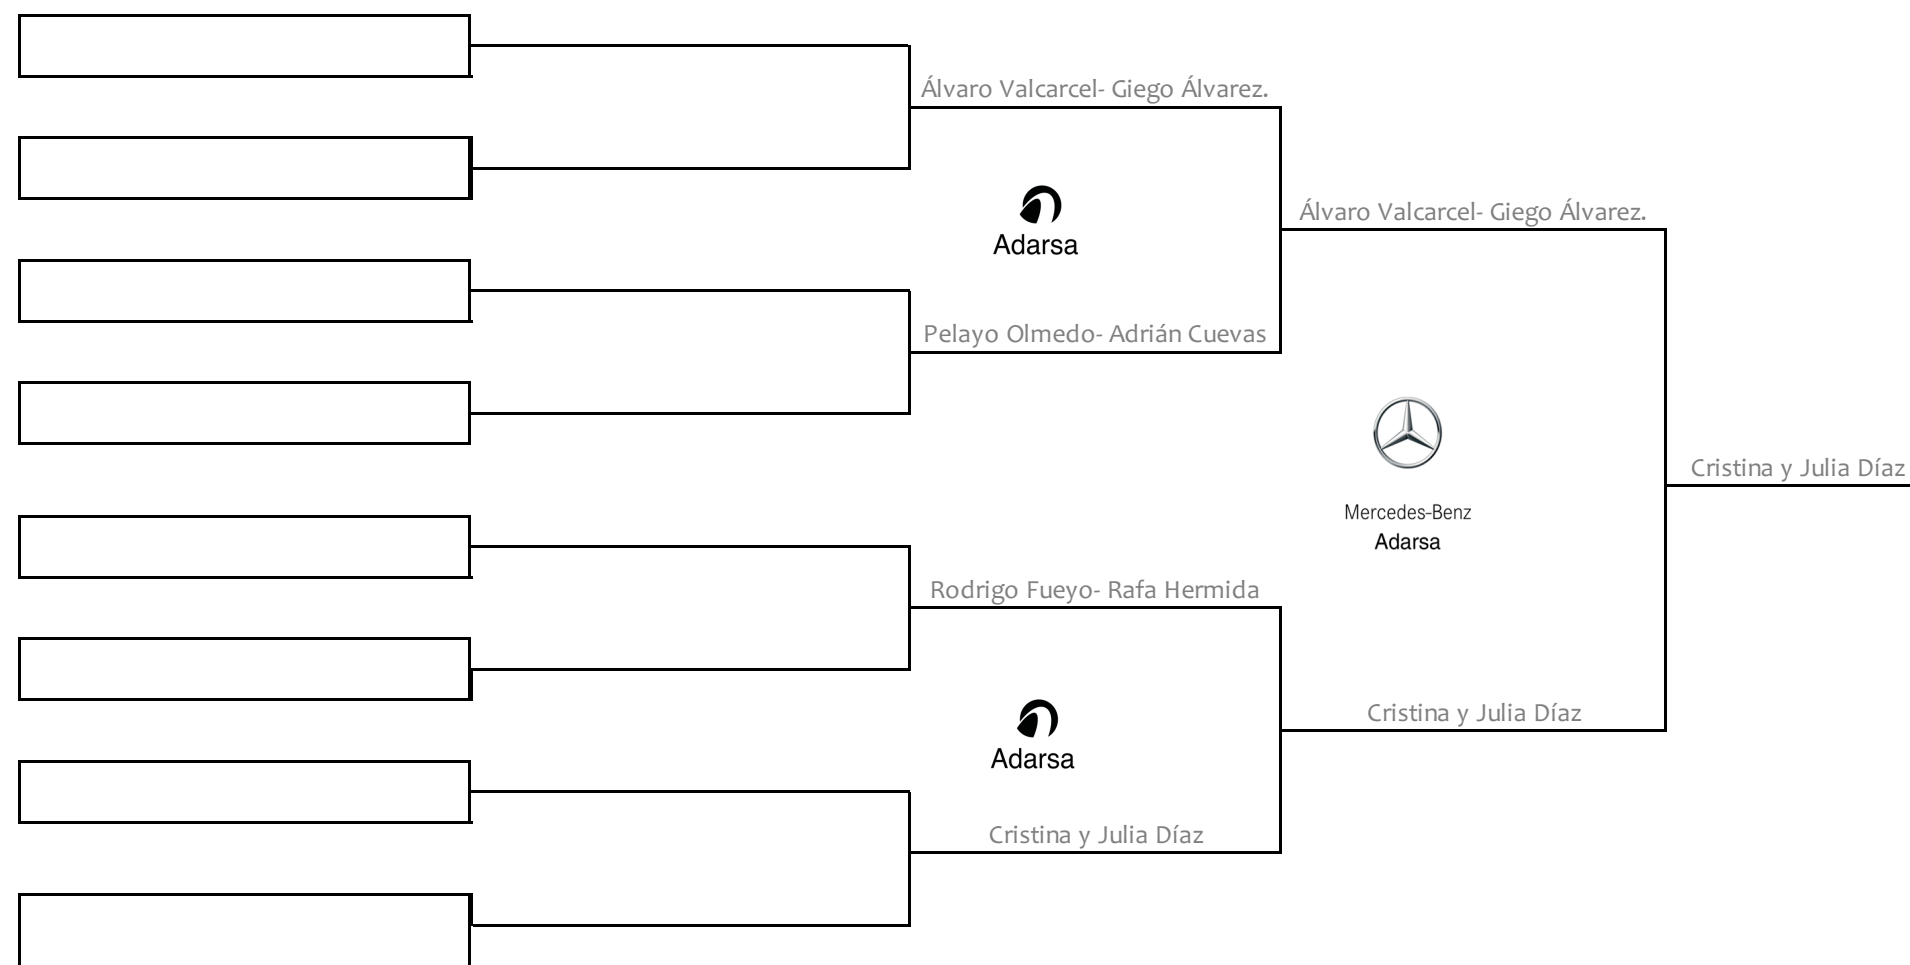 Álvaro Valcarcel- Giego Álvarez.
Adarsa
Pelayo Olmedo- Adrián Cuevas
Álvaro Valcarcel- Giego Álvarez.
Mercedes-Benz
Adarsa
Cristina y Julia Díaz
Rodrigo Fueyo- Rafa Hermida
Adarsa
Cristina y Julia Díaz
Cristina y Julia Díaz